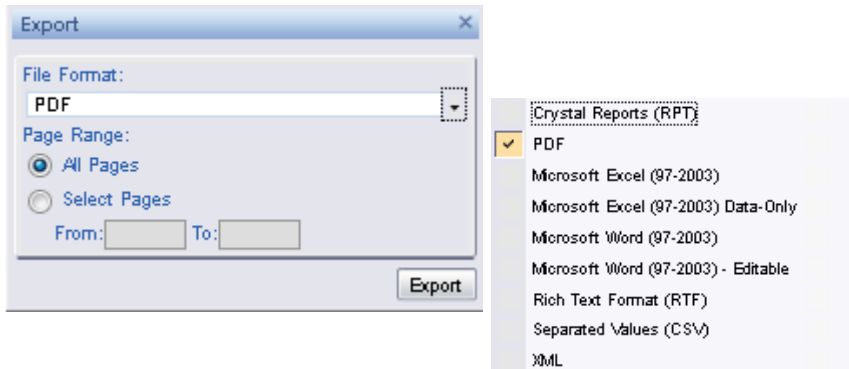 Export
File Format:
PDF
Page Range:
All Pages
Select Pages
From: To:
Export
Crystal Reports (RPT)
PDF
Microsoft Excel (97-2003)
Microsoft Excel (97-2003) Data-Only
Microsoft Word (97-2003)
Microsoft Word (97-2003) - Editable
Rich Text Format (RTF)
Separated Values (CSV)
XML